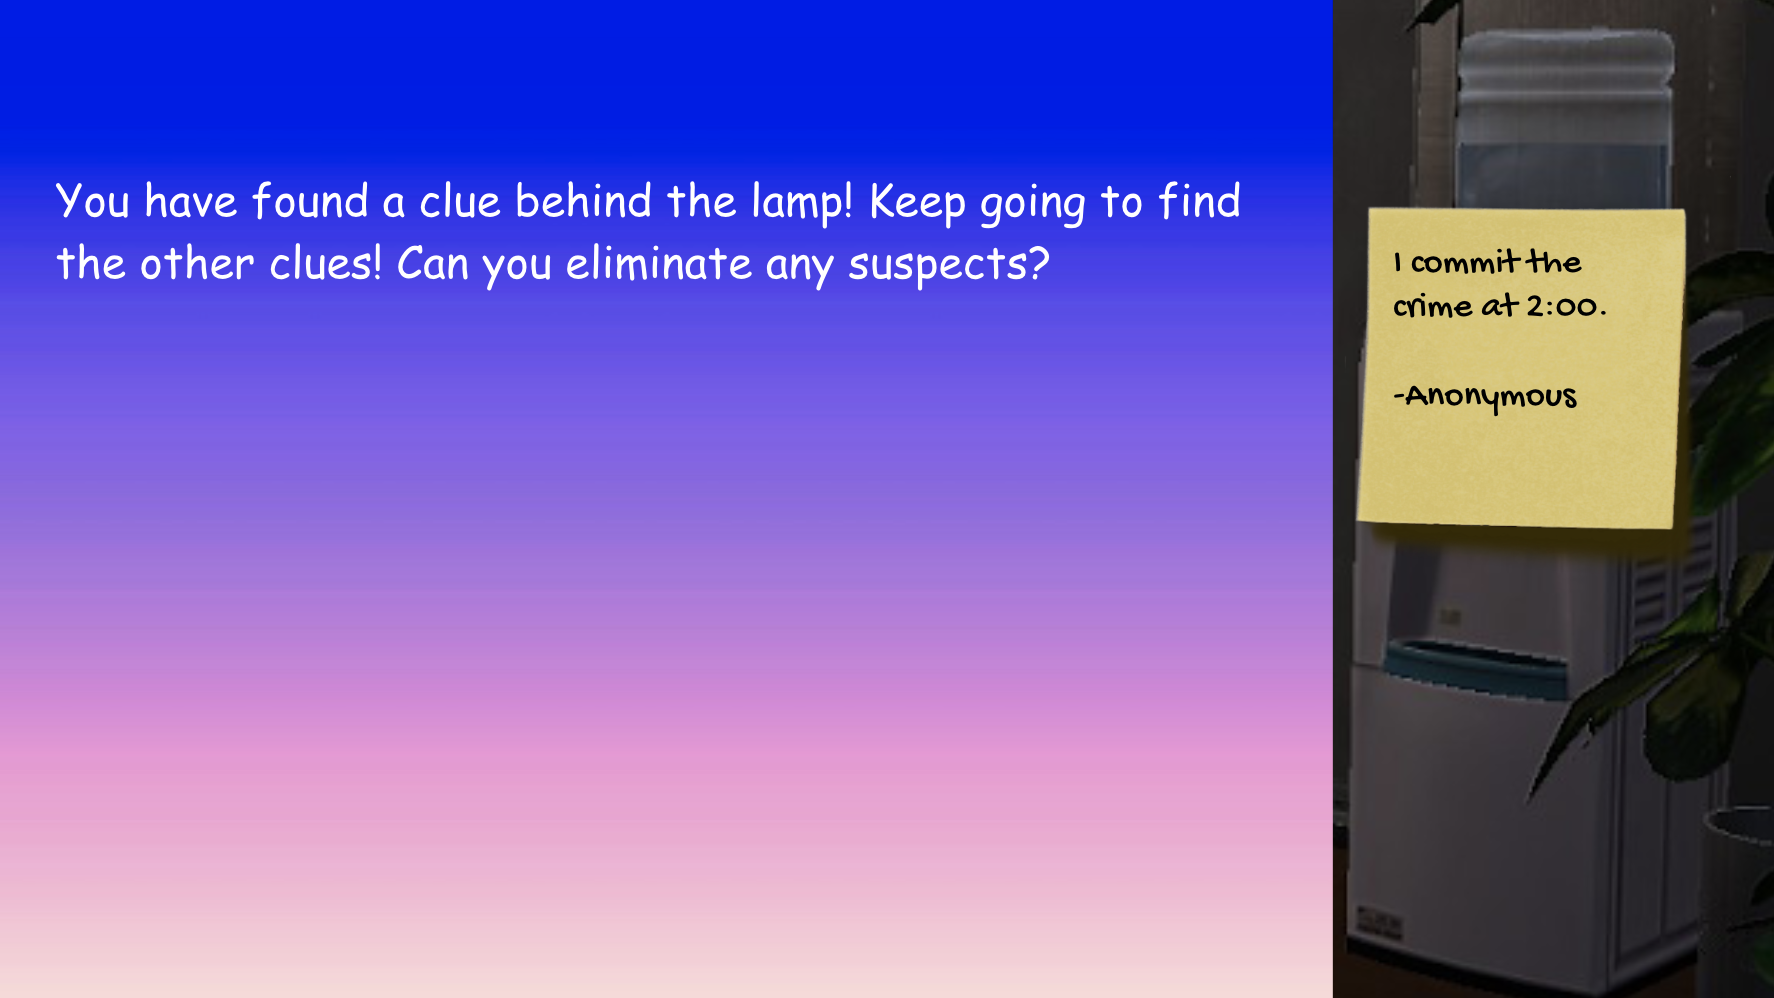 You have found a clue behind the lamp! Keep going to find
the other clues! Can you eliminate any suspects?
I commit the
crime at 2:00.
-Anonymous